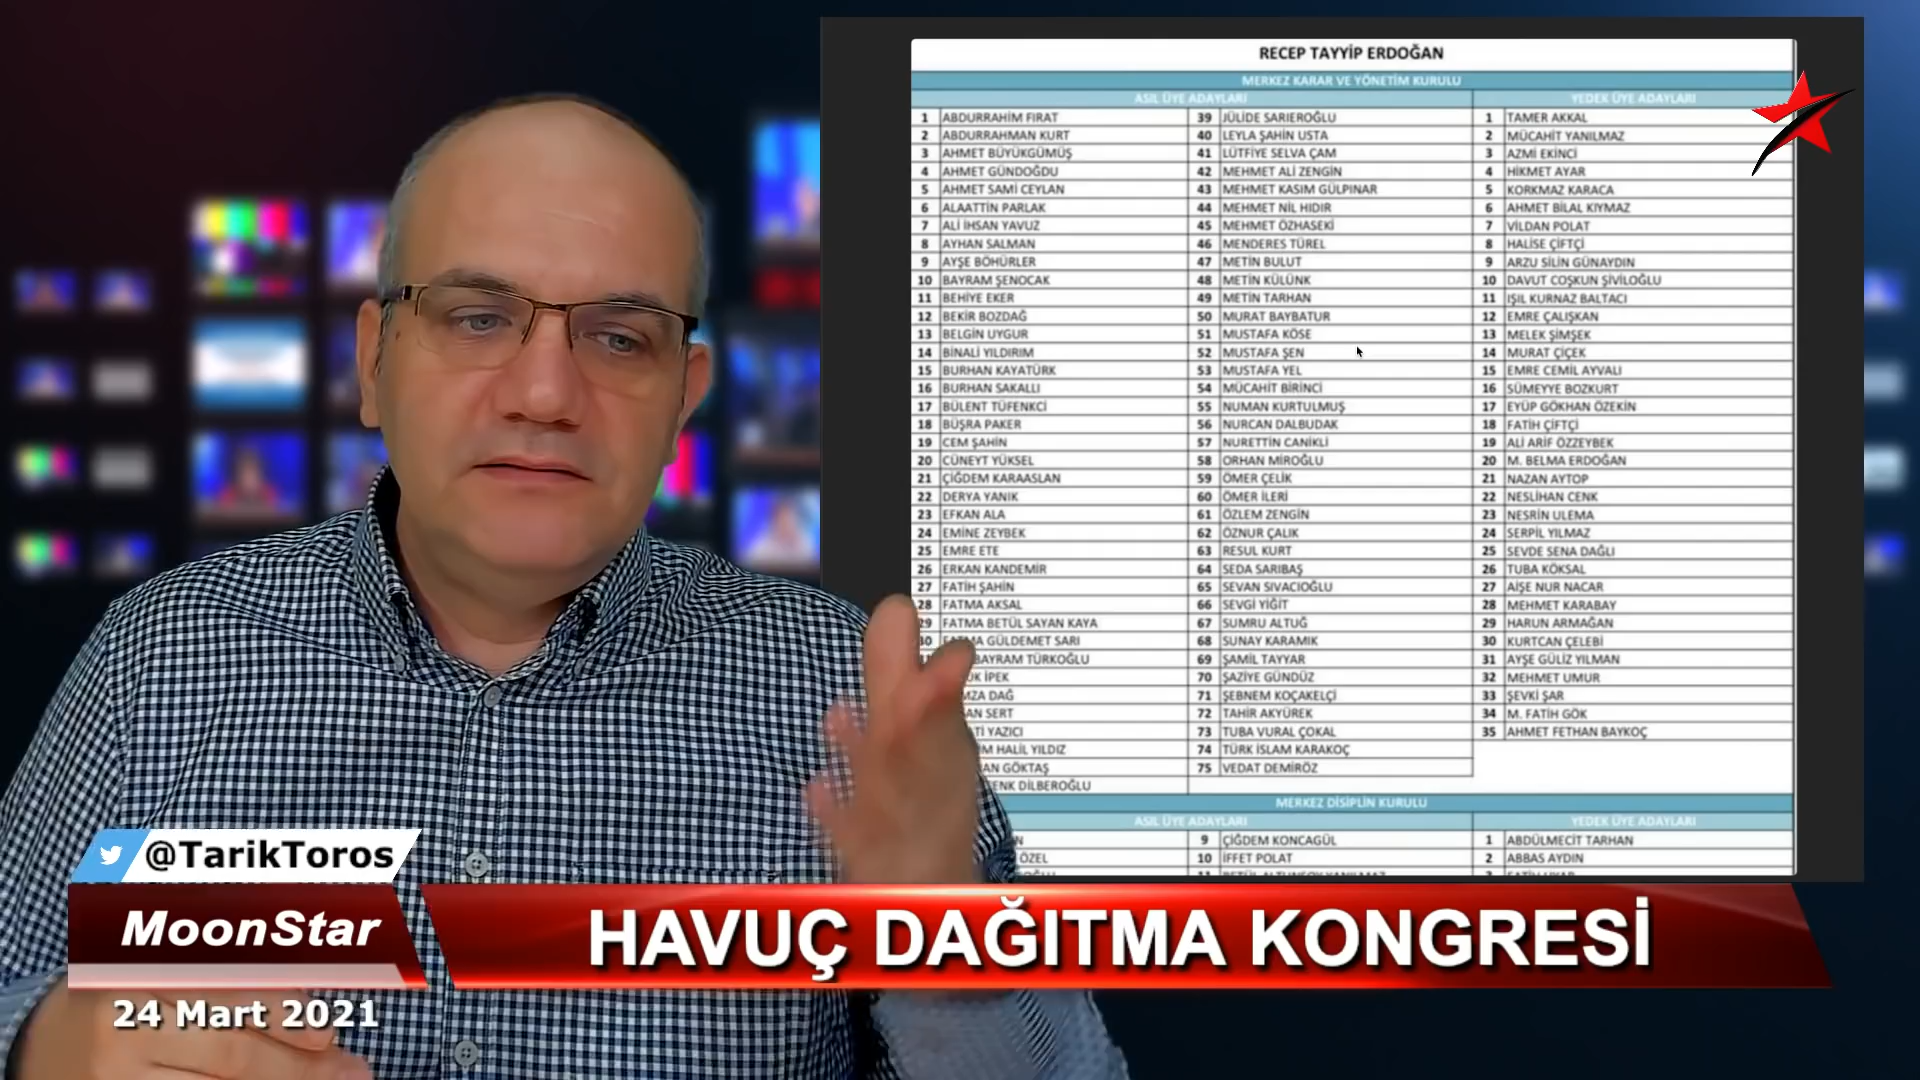 RECEP TAYYİP ERDOĞAN
MERKEZ KARAR VE YÖNETİM KURULU
ASIL ÜYE ADAYLARI YEDEK ÜYE ADAYLARI
1 ABDURRAHİM FIRAT 39 JÜLİDE SARIEROĞLU 1 TAMER AKKAL
2 ABDURRAHMAN KURT 40 LEYLA ŞAHİN USTA 2 MÜCAHİT YANILMAZ
3 AHMET BÜYÜKGÜMÜŞ 41 LÜTFİYE SELVA ÇAM 3 AZMİ EKİNCİ
4 AHMET GÜNDOĞDU 42 MEHMET ALİ ZENGİN 4 HİKMET AYAR
5 AHMET SAMİ CEYLAN 43 MEHMET KASIM GÜLPINAR 5 KORKMAZ KARACA
6 ALAATTİN PARLAK 44 MEHMET NİL HIDIR 6 AHMET BİLAL KIYMAZ
7 ALİ İHSAN YAVUZ 45 MEHMET ÖZHASEKİ 7 VİLDAN POLAT
8 AYHAN SALMAN 46 MENDERES TÜREL 8 HALİSE ÇİFTÇİ
9 AYŞE BÖHÜRLER 47 METİN BULUT 9 ARZU SİLİN GÜNAYDIN
10 BAYRAM ŞENOCAK 48 METİN KÜLÜNK 10 DAVUT COŞKUN ŞİVİLOĞLU
11 BEHİYE EKER 49 METİN TARHAN 11 IŞIL KURNAZ BALTACI
12 BEKİR BOZDAĞ 50 MURAT BAYBATUR 12 EMRE ÇALIŞKAN
13 BELGİN UYGUR 51 MUSTAFA KÖSE 13 MELEK ŞİMŞEK
14 BİNALİ YILDIRIM 52 MUSTAFA ŞEN 14 MURAT ÇİÇEK
15 BURHAN KAYATÜRK 53 MUSTAFA YEL 15 EMRE CEMİL AYVALI
16 BURHAN SAKALLI 54 MÜCAHİT BİRİNCİ 16 SÜMEYYE BOZKURT
17 BÜLENT TÜFENKCİ 55 NUMAN KURTULMUŞ 17 EYÜP GÖKHAN ÖZEKİN
18 BÜŞRA PAKER 56 NURCAN DALBUDAK 18 FATİH ÇİFTÇİ
19 CEM ŞAHİN 57 NURETTİN CANİKLİ 19 ALİ ARİF ÖZZEYBEK
20 CÜNEYT YÜKSEL 58 ORHAN MİROĞLU 20 M. BELMA ERDOĞAN
21 ÇİĞDEM KARAASLAN 59 ÖMER ÇELİK 21 NAZAN AYTOP
22 DERYA YANIK 60 ÖMER İLERİ 22 NESLİHAN CENK
23 EFKAN ALA 61 ÖZLEM ZENGİN 23 NESRİN ULEMA
24 EMİNE ZEYBEK 62 ÖZNUR ÇALIK 24 SERPİL YILMAZ
25 EMRE ETE 63 RESUL KURT 25 SEVDE SENA DAĞLI
26 ERKAN KANDEMİR 64 SEDA SARIBAŞ 26 TUBA KÖKSAL
27 FATİH ŞAHİN 65 SEVAN SIVACIOĞLU 27 AİŞE NUR NACAR
28 FATMA AKSAL 66 SEVGİ YİĞİT 28 MEHMET KARABAY
29 FATMA BETÜL SAYAN KAYA 67 SUMRU ALTUĞ 29 HARUN ARMAĞAN
GÜLDEMET SARI 68 SUNAY KARAMIK 30 KURTCAN ÇELEBİ
BAYRAM TÜRKOĞLU 69 ŞAMİL TAYYAR 31 AYŞE GÜLİZ YILMAN
İPEK 70 ŞAZİYE GÜNDÜZ 32 MEHMET UMUR
DAĞ 71 ŞEBNEM KOÇAKELÇİ 33 ŞEVKİ ŞAR
SERT 72 TAHİR AKYÜREK 34 M. FATİH GÖK
YAZICI 73 TUBA VURAL ÇOKAL 35 AHMET FETHAN BAYKOÇ
HALİL YILDIZ 74 TÜRK İSLAM KARAKOÇ
GÖKTAŞ 75 VEDAT DEMİRÖZ
DİLBEROĞLU
MERKEZ DİSİPLİN KURULU
ASIL ÜYE ADAYLARI YEDEK ÜYE ADAYLARI
9 ÇİĞDEM KONCAGÜL 1 ABDÜLMECİT TARHAN
ÖZEL 10 İFFET POLAT 2 ABBAS AYDIN
@TarikToros
MoonStar
HAVUÇ DAĞITMA KONGRESİ
24 Mart 2021